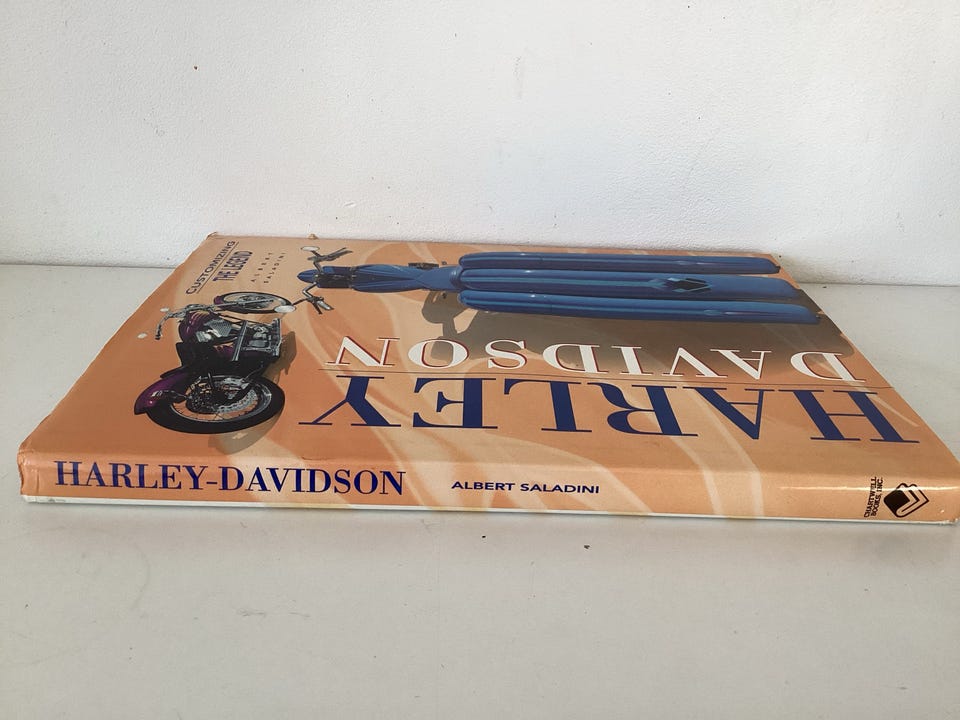 HARLEY
DAVIDSON
CUSTOMIZING
THE LEGEND
ALBERT
SALADINI
HARLEY-DAVIDSON
ALBERT SALADINI
CHARTWELL
BOOKS, INC.